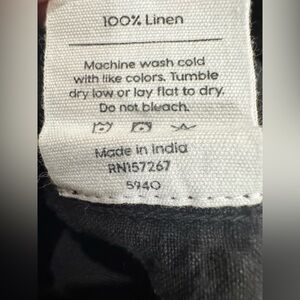 100% Linen
Machine wash cold
with like colors. Tumble
dry low or lay flat to dry.
Do not bleach.
Made in India
RN157267
5940